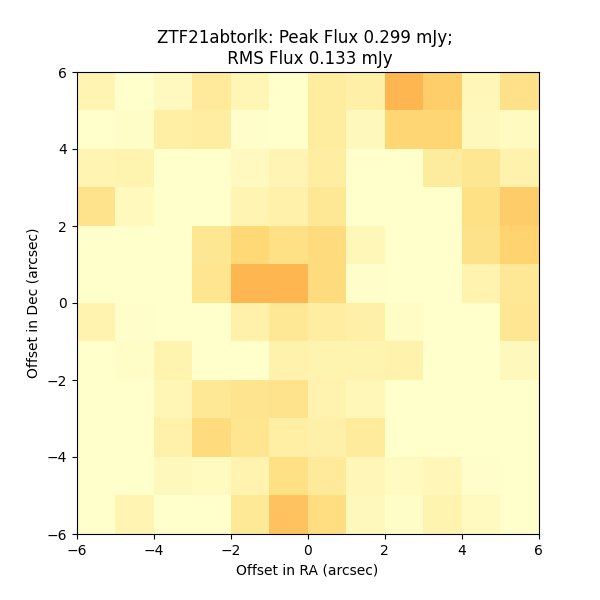 ZTF21abtorlk: Peak Flux 0.299 mJy;
RMS Flux 0.133 mJy
6
4
2
0
−2
−4
−6
Offset in Dec (arcsec)
−6 −4 −2 0 2 4 6
Offset in RA (arcsec)